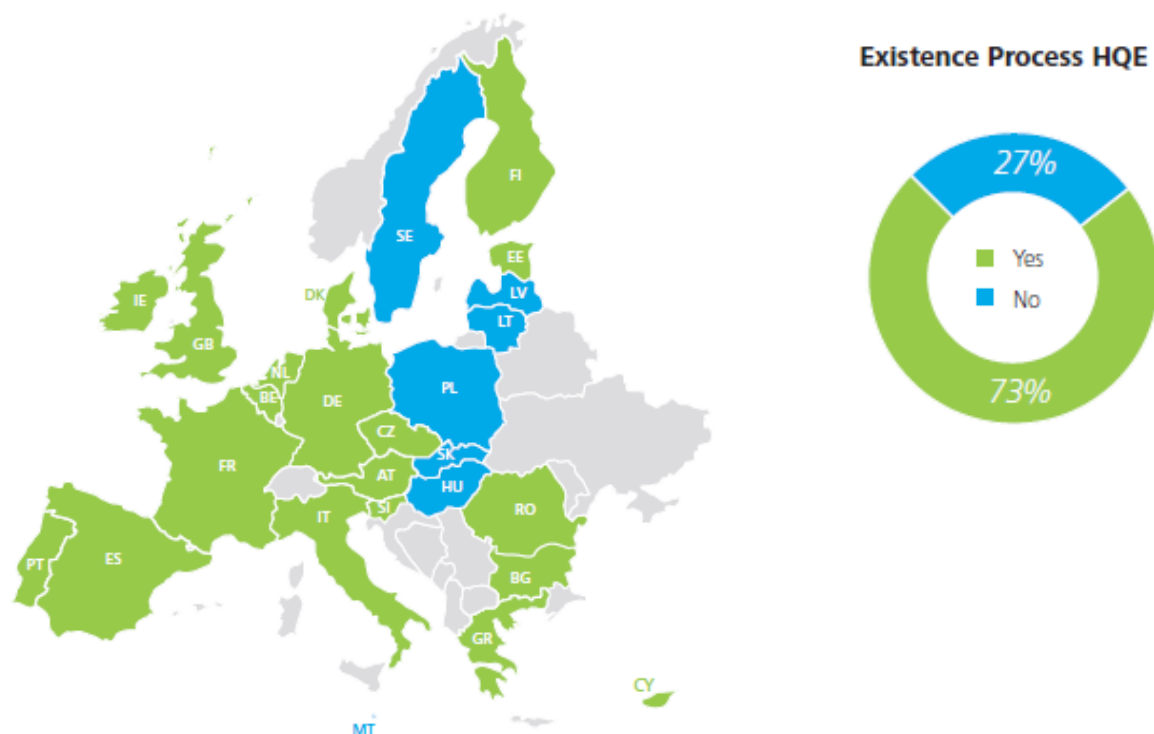 Existence Process HQE
27%
Yes
No
73%
FI
SE
EE
LV
LT
DK
IE
GB
NL
BE
DE
PL
CZ
SK
FR
AT
HU
SI
IT
RO
PT
ES
BG
GR
CY
MT